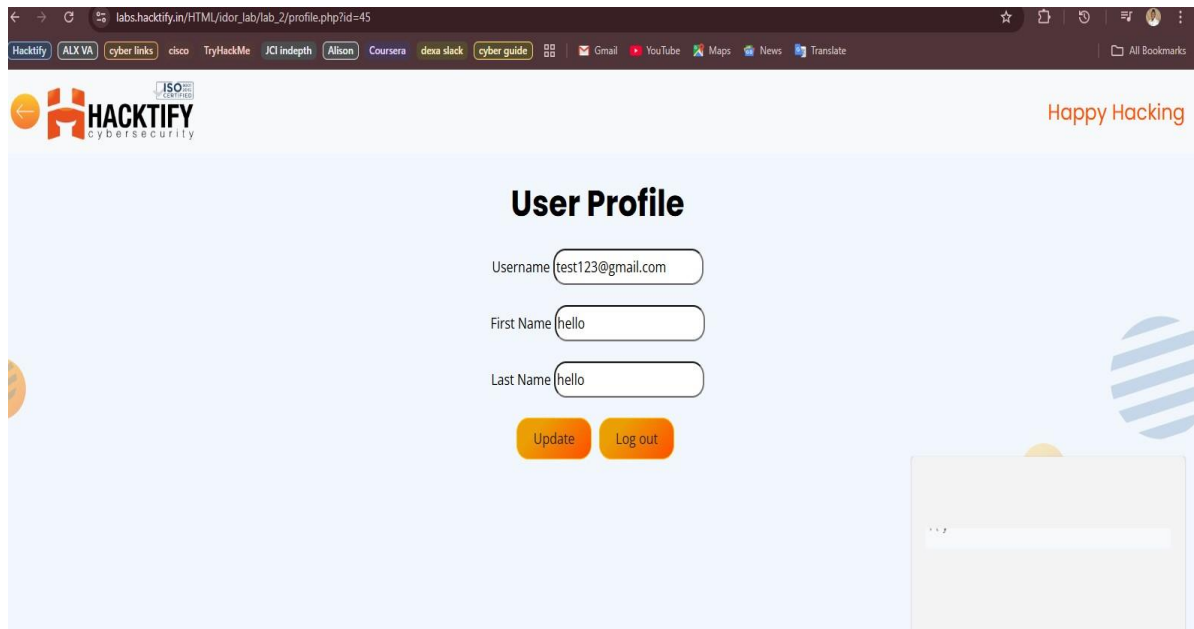 labs.hacktify.in/HTML/idor_lab/lab_2/profile.php?id=45
Hacktify ALX VA cyber links cisco TryHackMe JCI indepth Alison Coursera dexa slack cyber guide Gmail YouTube Maps News Translate All Bookmarks
ISO
CERTIFIED
HACKTIFY
cybersecurity
Happy Hacking
User Profile
Username test123@gmail.com
First Name hello
Last Name hello
Update Log out